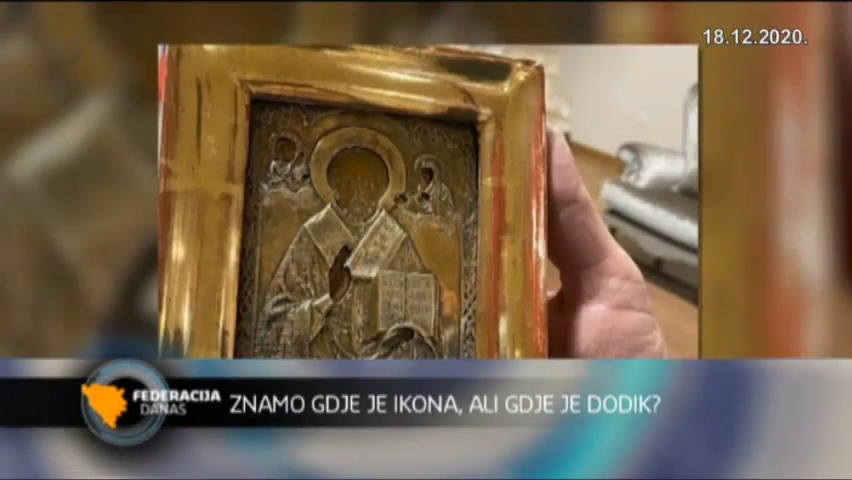 18.12.2020.
FEDERACIJA
DANAS
ZNAMO GDJE JE IKONA, ALI GDJE JE DODIK?